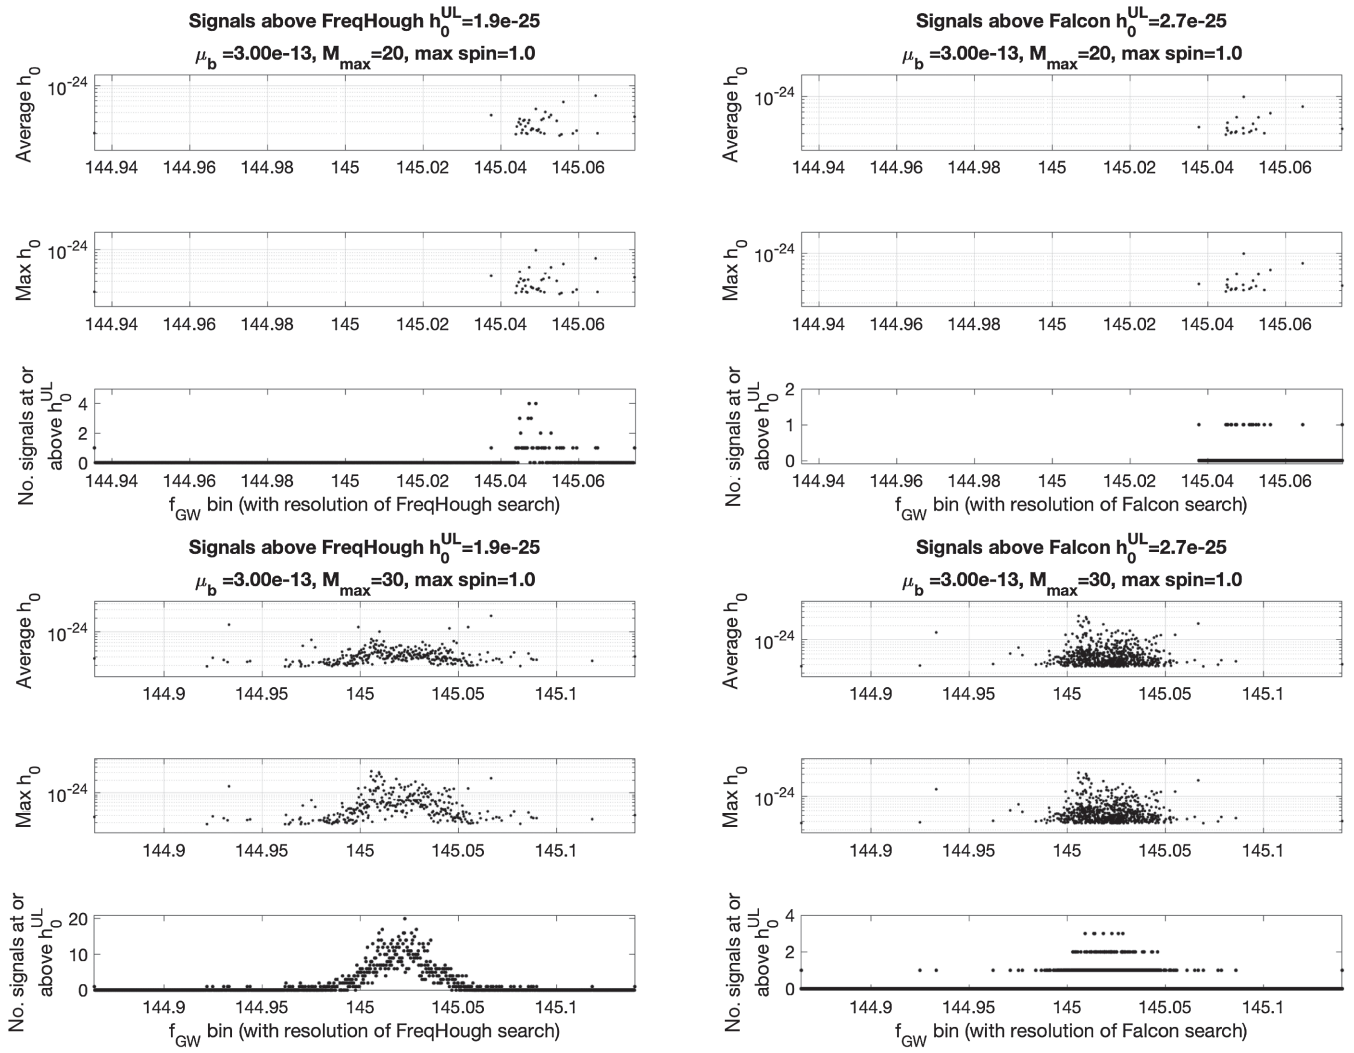 Signals above FreqHough h₀ᵁᴸ=1.9e-25
μ_b =3.00e-13, M_max=20, max spin=1.0
Average h₀
10⁻²⁴
144.94 144.96 144.98 145 145.02 145.04 145.06
Max h₀
10⁻²⁴
144.94 144.96 144.98 145 145.02 145.04 145.06
No. signals at or
above h₀ᵁᴸ
4
2
0
144.94 144.96 144.98 145 145.02 145.04 145.06
f_GW bin (with resolution of FreqHough search)
Signals above Falcon h₀ᵁᴸ=2.7e-25
μ_b =3.00e-13, M_max=20, max spin=1.0
Average h₀
10⁻²⁴
144.94 144.96 144.98 145 145.02 145.04 145.06
Max h₀
10⁻²⁴
144.94 144.96 144.98 145 145.02 145.04 145.06
No. signals at or
above h₀ᵁᴸ
2
1
0
144.94 144.96 144.98 145 145.02 145.04 145.06
f_GW bin (with resolution of Falcon search)
Signals above FreqHough h₀ᵁᴸ=1.9e-25
μ_b =3.00e-13, M_max=30, max spin=1.0
Average h₀
10⁻²⁴
144.9 144.95 145 145.05 145.1
Max h₀
10⁻²⁴
144.9 144.95 145 145.05 145.1
No. signals at or
above h₀ᵁᴸ
20
10
0
144.9 144.95 145 145.05 145.1
f_GW bin (with resolution of FreqHough search)
Signals above Falcon h₀ᵁᴸ=2.7e-25
μ_b =3.00e-13, M_max=30, max spin=1.0
Average h₀
10⁻²⁴
144.9 144.95 145 145.05 145.1
Max h₀
10⁻²⁴
144.9 144.95 145 145.05 145.1
No. signals at or
above h₀ᵁᴸ
4
2
0
144.9 144.95 145 145.05 145.1
f_GW bin (with resolution of Falcon search)